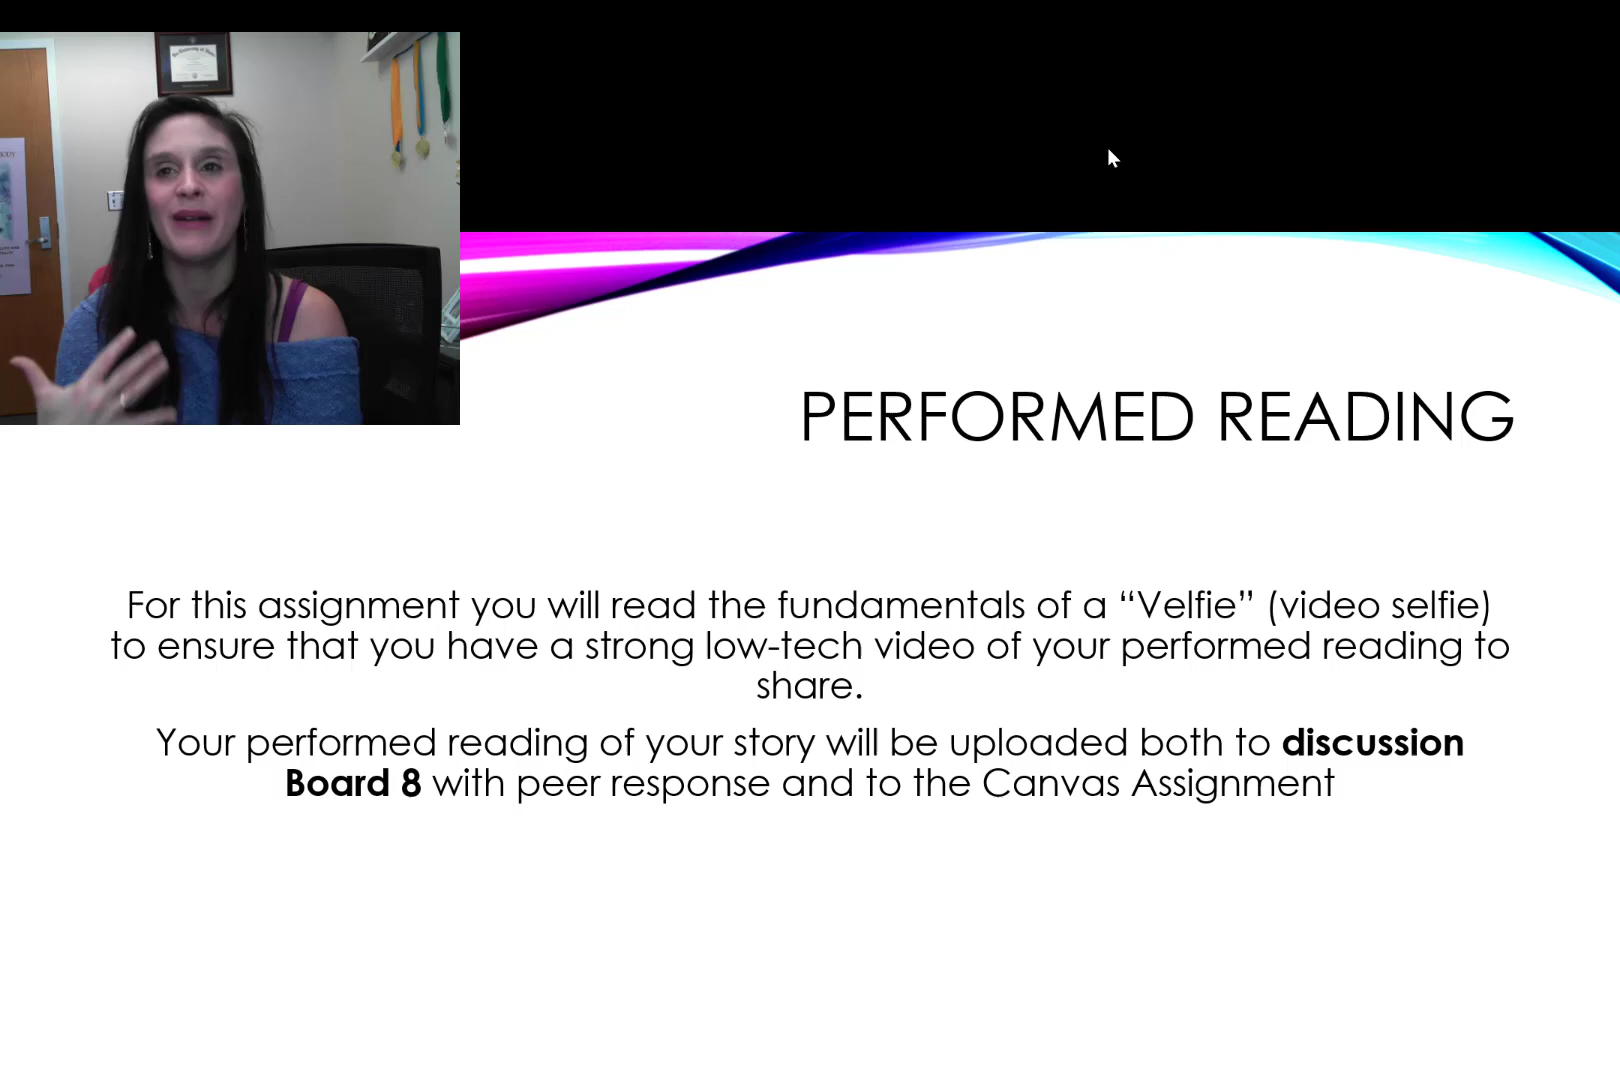 PERFORMED READING
For this assignment you will read the fundamentals of a “Velfie” (video selfie)
to ensure that you have a strong low-tech video of your performed reading to
share.
Your performed reading of your story will be uploaded both to discussion
Board 8 with peer response and to the Canvas Assignment